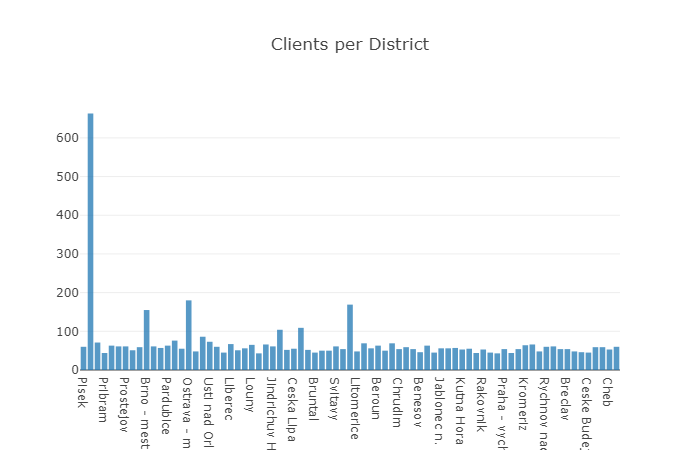 Clients per District
600
500
400
300
200
100
0
Pisek
Pribram
Prostejov
Brno - mest
Pardubice
Ostrava - m
Usti nad Orl
Liberec
Louny
Jindrichuv H
Ceska Lipa
Bruntal
Svitavy
Litomerice
Beroun
Chrudim
Benesov
Jablonec n.
Kutna Hora
Rakovnik
Praha - vych
Kromeriz
Rychnov nad
Breclav
Ceske Budej
Cheb